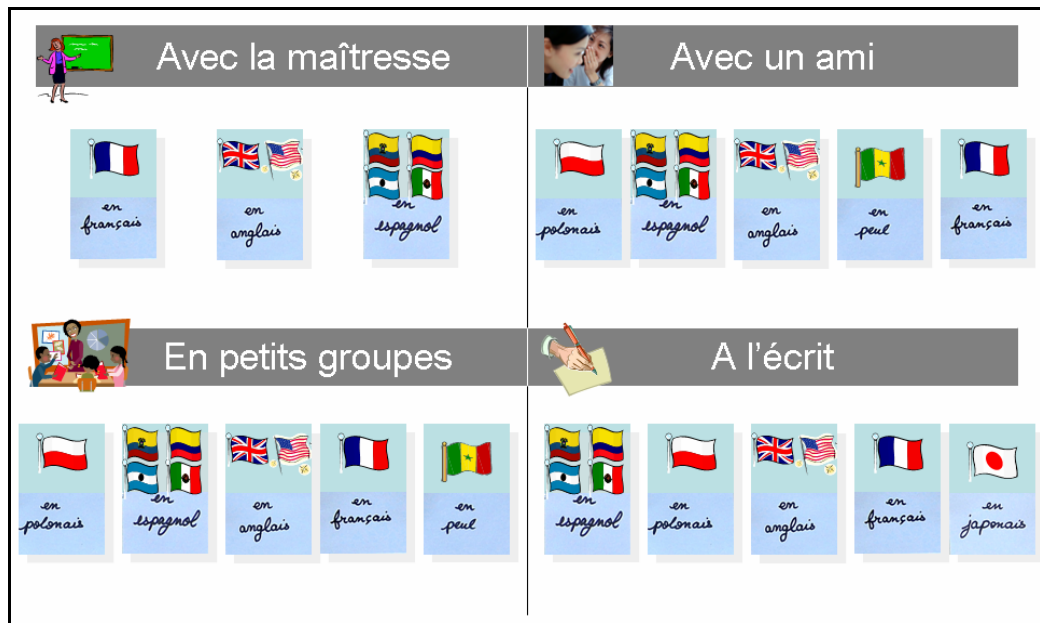 Avec la maîtresse
en
français
en
anglais
en
espagnol
Avec un ami
en
polonais
en
espagnol
en
anglais
en
peul
en
français
En petits groupes
en
polonais
en
espagnol
en
anglais
en
français
en
peul
A l'écrit
en
espagnol
en
polonais
en
anglais
en
français
en
japonais